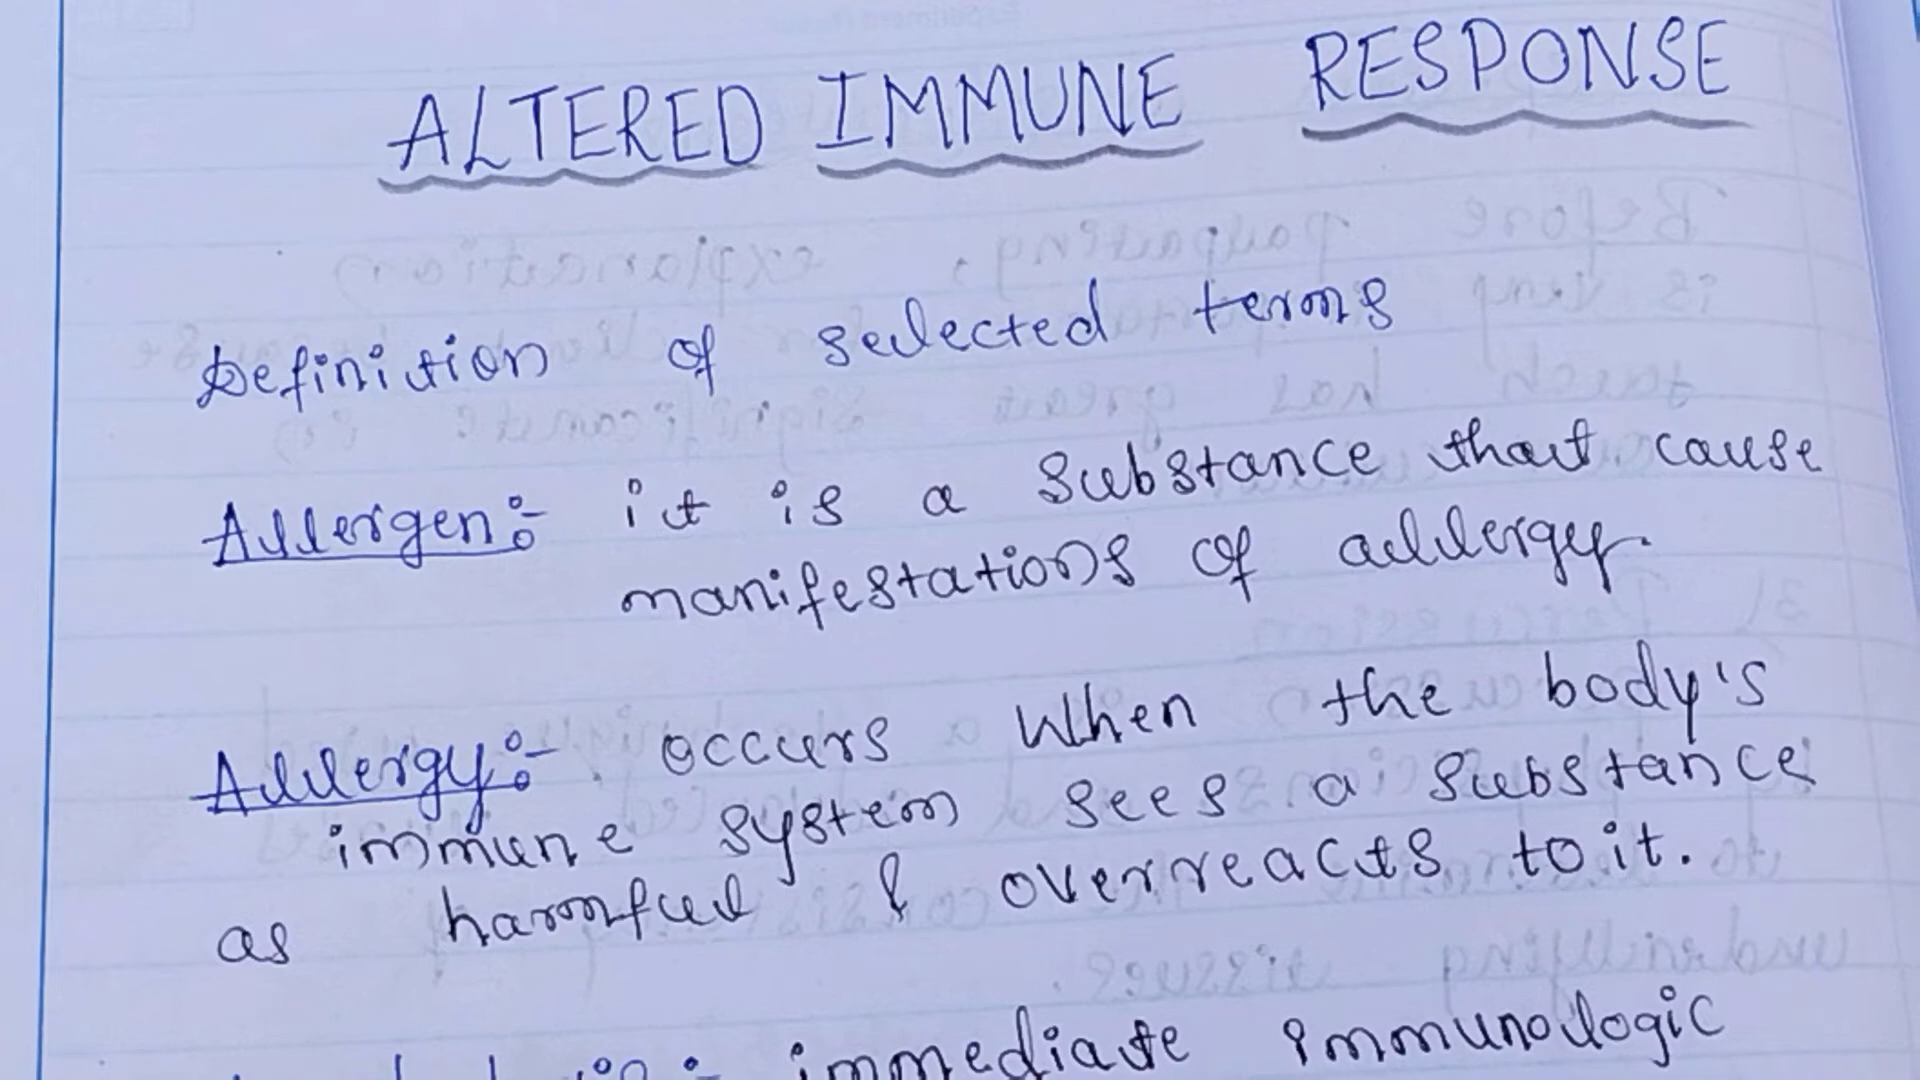 ALTERED IMMUNE RESPONSE
Definition of selected terms
Allergen:- it is a substance that cause
manifestations of allergy.
Allergy:- occurs when the body's
immune system sees a substance
as harmful & overreacts to it.
immediate immunologic